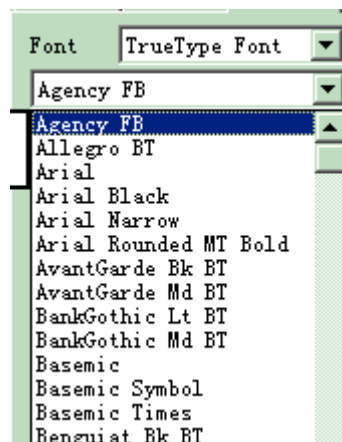 Font TrueType Font
Agency FB
Agency FB
Allegro BT
Arial
Arial Black
Arial Narrow
Arial Rounded MT Bold
AvantGarde Bk BT
AvantGarde Md BT
BankGothic Lt BT
BankGothic Md BT
Basemic
Basemic Symbol
Basemic Times
Benguiat Bk BT